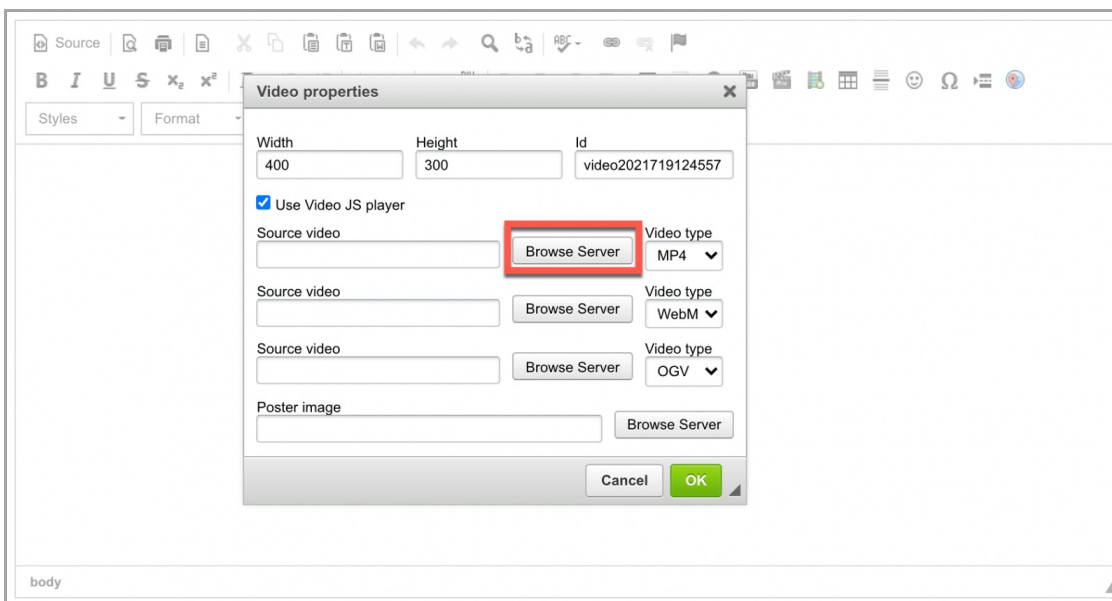 Source
ABC
B I U S x₂ x²
Styles Format
Video properties
Width Height Id
400 300 video2021719124557
Use Video JS player
Source video Video type
Browse Server MP4
Source video Video type
Browse Server WebM
Source video Video type
Browse Server OGV
Poster image
Browse Server
Cancel OK
body